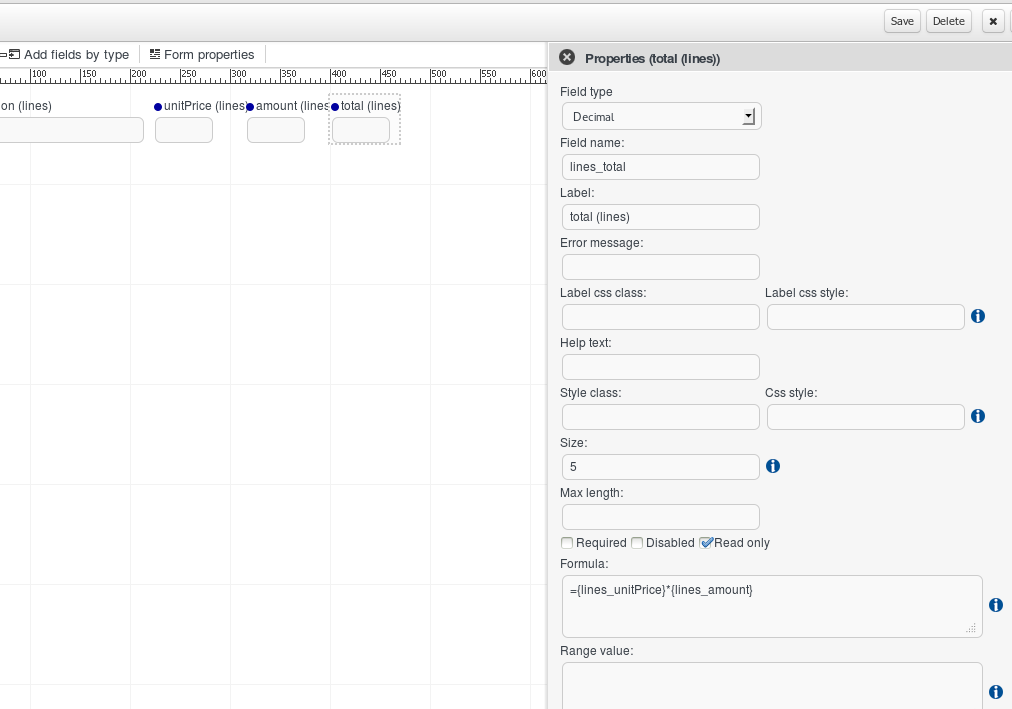 Save Delete
Add fields by type Form properties
Properties (total (lines))
100 150 200 250 300 350 400 450 500 550 600
on (lines) unitPrice (lines) amount (lines total (lines)
Field type
Decimal
Field name:
lines_total
Label:
total (lines)
Error message:
Label css class: Label css style:
Help text:
Style class: Css style:
Size:
5
Max length:
Required Disabled Read only
Formula:
={lines_unitPrice}*{lines_amount}
Range value: